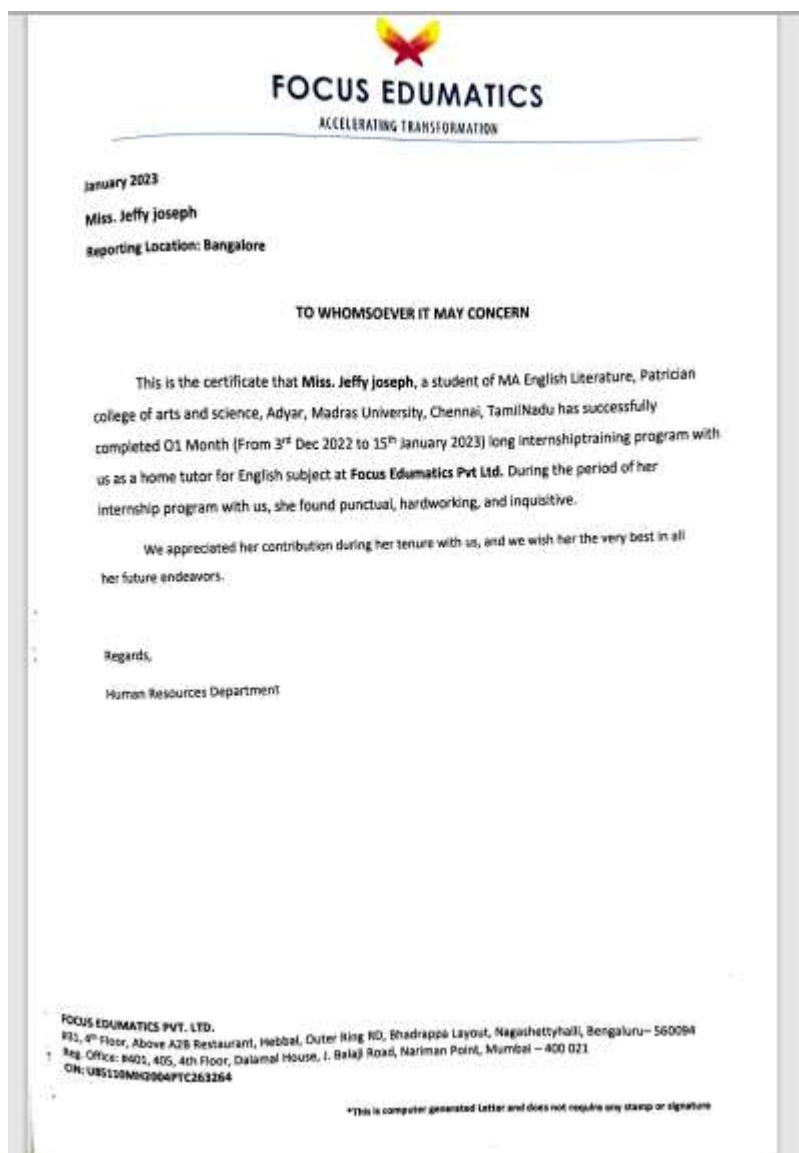 FOCUS EDUMATICS
ACCELERATING TRANSFORMATION
January 2023
Miss. Jeffy joseph
Reporting Location: Bangalore
TO WHOMSOEVER IT MAY CONCERN
This is the certificate that Miss. Jeffy joseph, a student of MA English Literature, Patrician
college of arts and science, Adyar, Madras University, Chennai, TamilNadu has successfully
completed 01 Month (From 3rd Dec 2022 to 15th January 2023) long internshiptraining program with
us as a home tutor for English subject at Focus Edumatics Pvt Ltd. During the period of her
internship program with us, she found punctual, hardworking, and inquisitive.
We appreciated her contribution during her tenure with us, and we wish her the very best in all
her future endeavors.
Regards,
Human Resources Department
FOCUS EDUMATICS PVT. LTD.
4th Floor, Above A2B Restaurant, Hebbal, Outer Ring RD, Bhadrappa Layout, Nagashettyhalli, Bengaluru– 560094
Reg. Office: #401, 405, 4th Floor, Dalamal House, J. Balaji Road, Nariman Point, Mumbai – 400 021
*This is computer generated Letter and does not require any stamp or signature